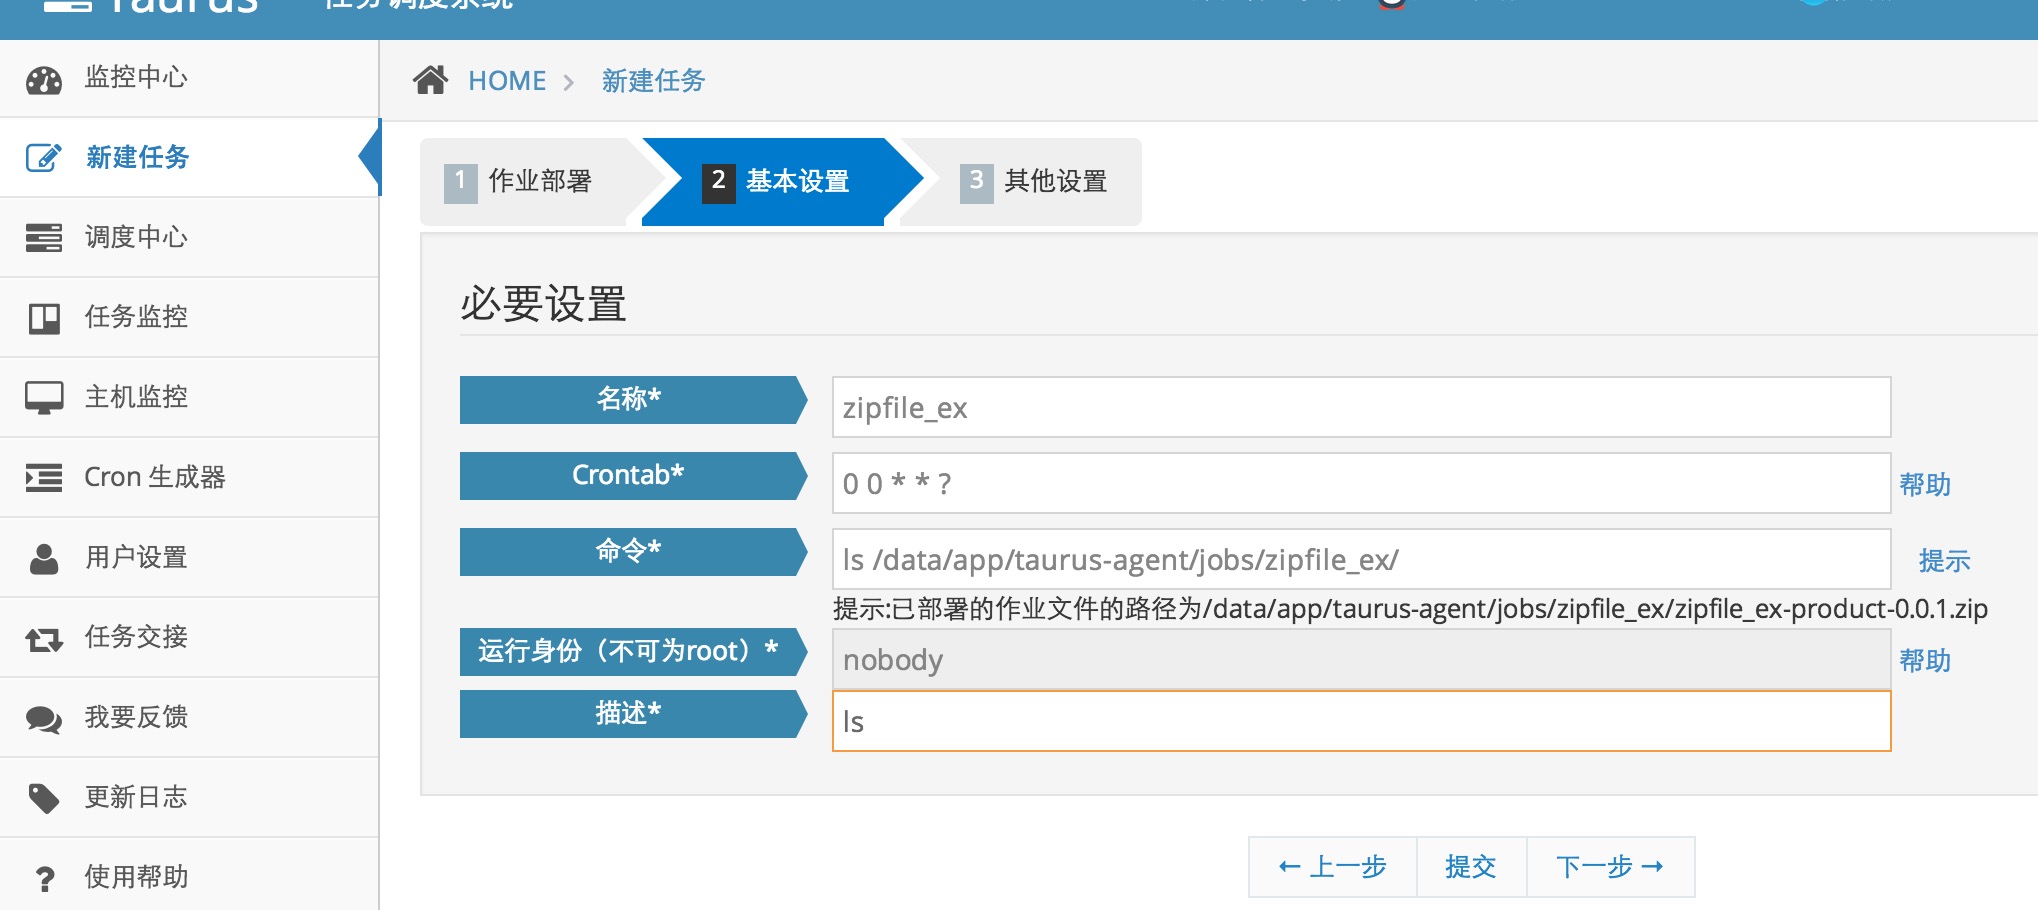 Taurus 任务调度系统
监控中心
新建任务
调度中心
任务监控
主机监控
Cron 生成器
用户设置
任务交接
我要反馈
更新日志
使用帮助
HOME 新建任务
1 作业部署 2 基本设置 3 其他设置
必要设置
名称* zipfile_ex
Crontab* 0 0 * * ? 帮助
命令* ls /data/app/taurus-agent/jobs/zipfile_ex/ 提示
提示:已部署的作业文件的路径为/data/app/taurus-agent/jobs/zipfile_ex/zipfile_ex-product-0.0.1.zip
运行身份（不可为root）* nobody 帮助
描述* ls
← 上一步 提交 下一步 →